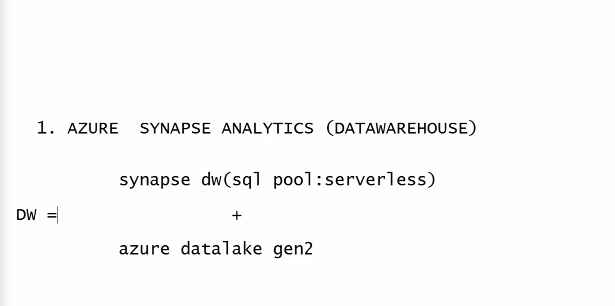 1. AZURE SYNAPSE ANALYTICS (DATAWAREHOUSE)
synapse dw(sql pool:serverless)
DW = +
azure datalake gen2